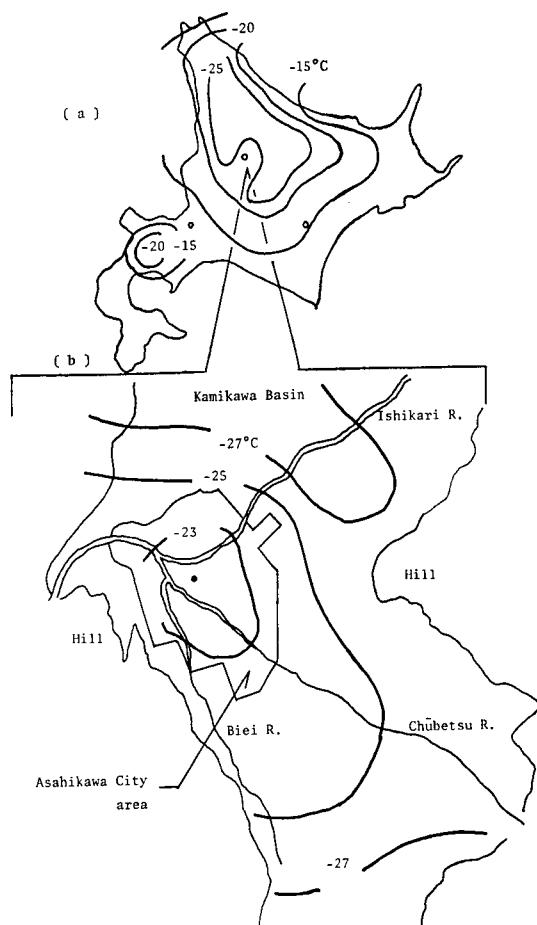 -20
-25
-15°C
( a )
-20 -15
( b )
Kamikawa Basin
Ishikari R.
-27°C
-25
-23
Hill
Hill
Biei R.
Chūbetsu R.
Asahikawa City
area
-27